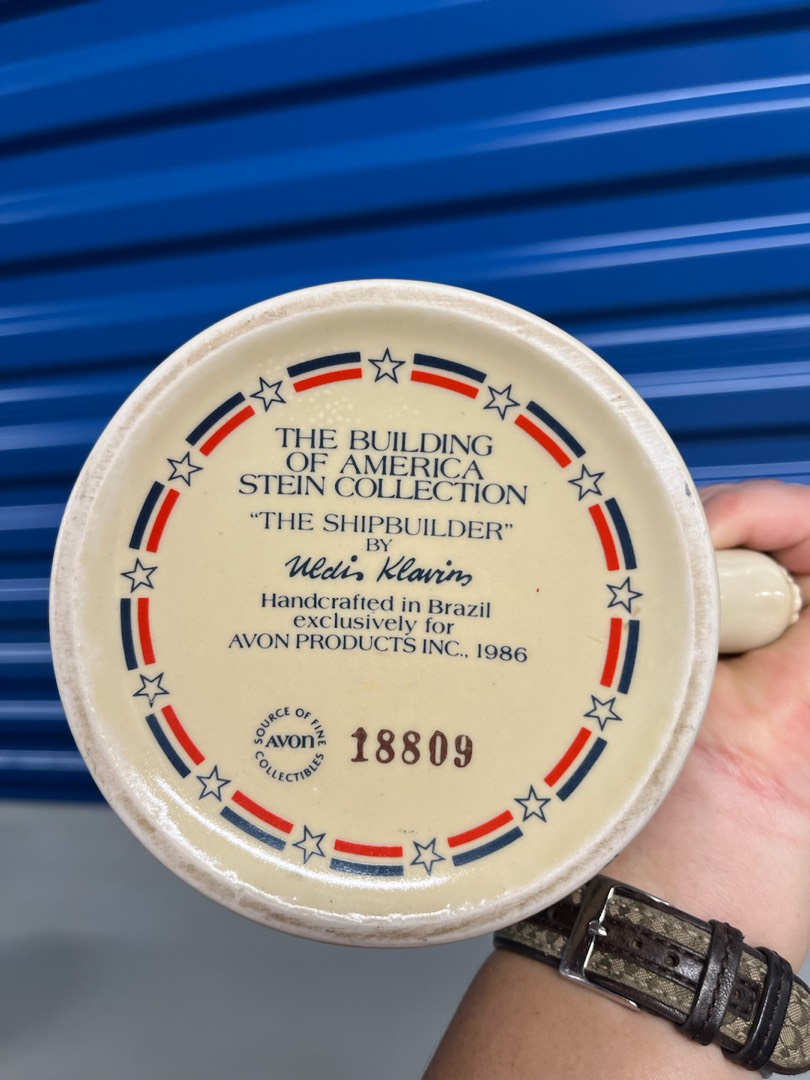 THE BUILDING
OF AMERICA
STEIN COLLECTION
"THE SHIPBUILDER"
BY
Uldis Klavins
Handcrafted in Brazil
exclusively for
AVON PRODUCTS INC., 1986
SOURCE OF FINE
AVON
COLLECTIBLES
18809